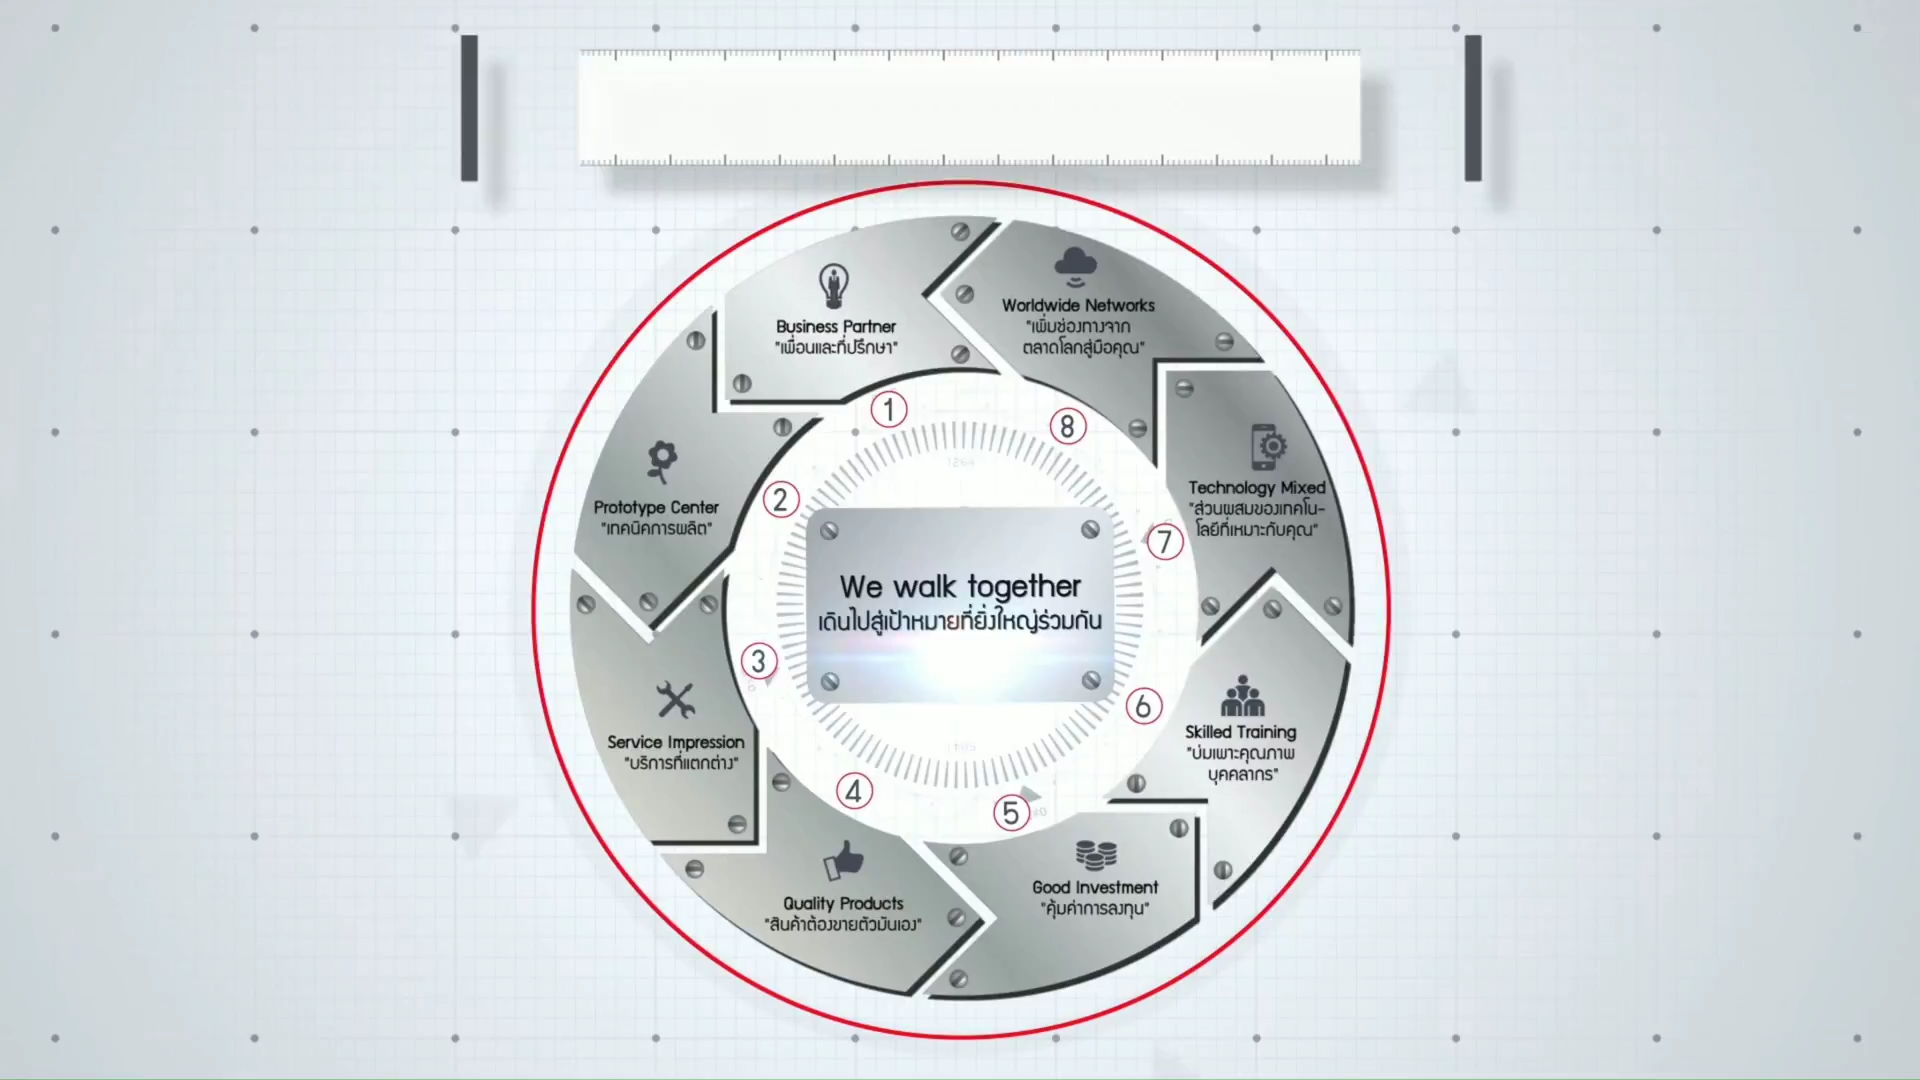 We walk together
เดินไปสู่เป้าหมายที่ยิ่งใหญ่ร่วมกัน
1
Business Partner
"เพื่อนและที่ปรึกษา"
2
Prototype Center
"เทคนิคการผลิต"
3
Service Impression
"บริการที่แตกต่าง"
4
Quality Products
"สินค้าต้องขายตัวมันเอง"
5
Good Investment
"คุ้มค่าการลงทุน"
6
Skilled Training
"บ่มเพาะคุณภาพ
บุคคลากร"
7
Technology Mixed
"ส่วนผสมของเทคโน-
โลยีที่เหมาะกับคุณ"
8
Worldwide Networks
"เพิ่มช่องทางจาก
ตลาดโลกสู่มือคุณ"